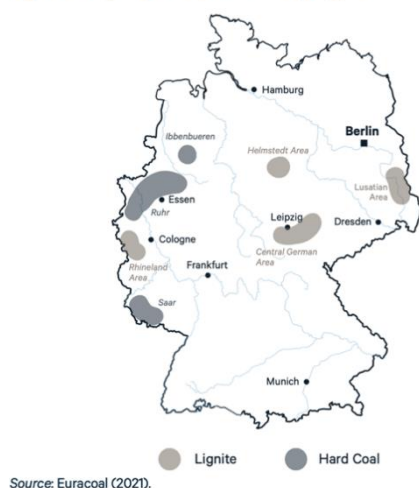 Hamburg
Ibbenbueren
Berlin
Helmstedt Area
Lusatian
Area
Essen
Ruhr
Leipzig
Dresden
Cologne
Central German
Area
Rhineland
Area
Frankfurt
Saar
Munich
Lignite
Hard Coal
Source: Euracoal (2021).